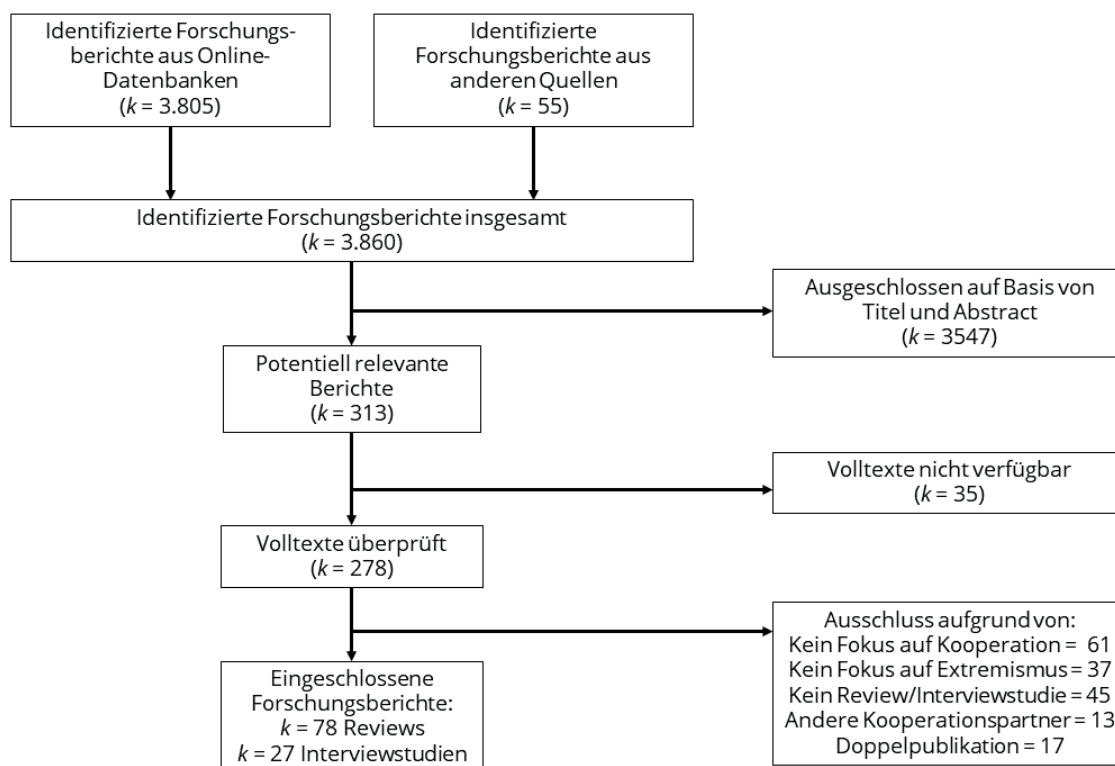 Identifizierte Forschungs-
berichte aus Online-
Datenbanken
(k = 3.805)
Identifizierte
Forschungsberichte aus
anderen Quellen
(k = 55)
Identifizierte Forschungsberichte insgesamt
(k = 3.860)
Ausgeschlossen auf Basis von
Titel und Abstract
(k = 3547)
Potentiell relevante
Berichte
(k = 313)
Volltexte nicht verfügbar
(k = 35)
Volltexte überprüft
(k = 278)
Ausschluss aufgrund von:
Kein Fokus auf Kooperation = 61
Kein Fokus auf Extremismus = 37
Kein Review/Interviewstudie = 45
Andere Kooperationspartner = 13
Doppelpublikation = 17
Eingeschlossene
Forschungsberichte:
k = 78 Reviews
k = 27 Interviewstudien